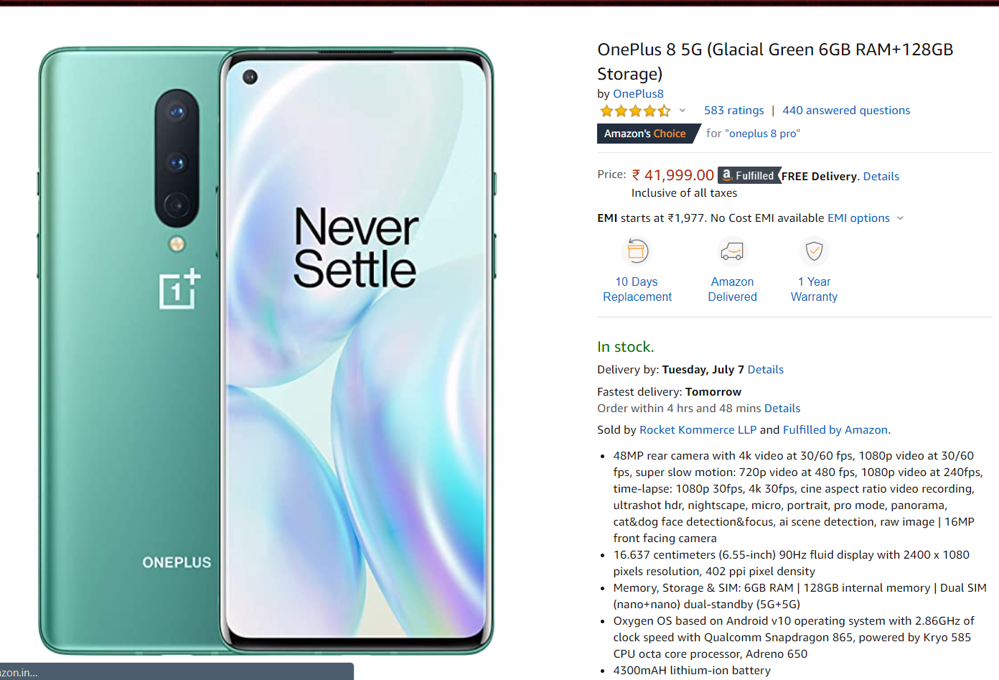 OnePlus 8 5G (Glacial Green 6GB RAM+128GB
Storage)
by OnePlus8
583 ratings | 440 answered questions
Amazon's Choice for "oneplus 8 pro"
Price: ₹ 41,999.00 a Fulfilled FREE Delivery. Details
Inclusive of all taxes
EMI starts at ₹1,977. No Cost EMI available EMI options
10 Days
Replacement
Amazon
Delivered
1 Year
Warranty
In stock.
Delivery by: Tuesday, July 7 Details
Fastest delivery: Tomorrow
Order within 4 hrs and 48 mins Details
Sold by Rocket Kommerce LLP and Fulfilled by Amazon.
• 48MP rear camera with 4k video at 30/60 fps, 1080p video at 30/60
fps, super slow motion: 720p video at 480 fps, 1080p video at 240fps,
time-lapse: 1080p 30fps, 4k 30fps, cine aspect ratio video recording,
ultrashot hdr, nightscape, micro, portrait, pro mode, panorama,
cat&dog face detection&focus, ai scene detection, raw image | 16MP
front facing camera
• 16.637 centimeters (6.55-inch) 90Hz fluid display with 2400 x 1080
pixels resolution, 402 ppi pixel density
• Memory, Storage & SIM: 6GB RAM | 128GB internal memory | Dual SIM
(nano+nano) dual-standby (5G+5G)
• Oxygen OS based on Android v10 operating system with 2.86GHz of
clock speed with Qualcomm Snapdragon 865, powered by Kryo 585
CPU octa core processor, Adreno 650
• 4300mAH lithium-ion battery
Never
Settle
1+
ONEPLUS
zon.in...